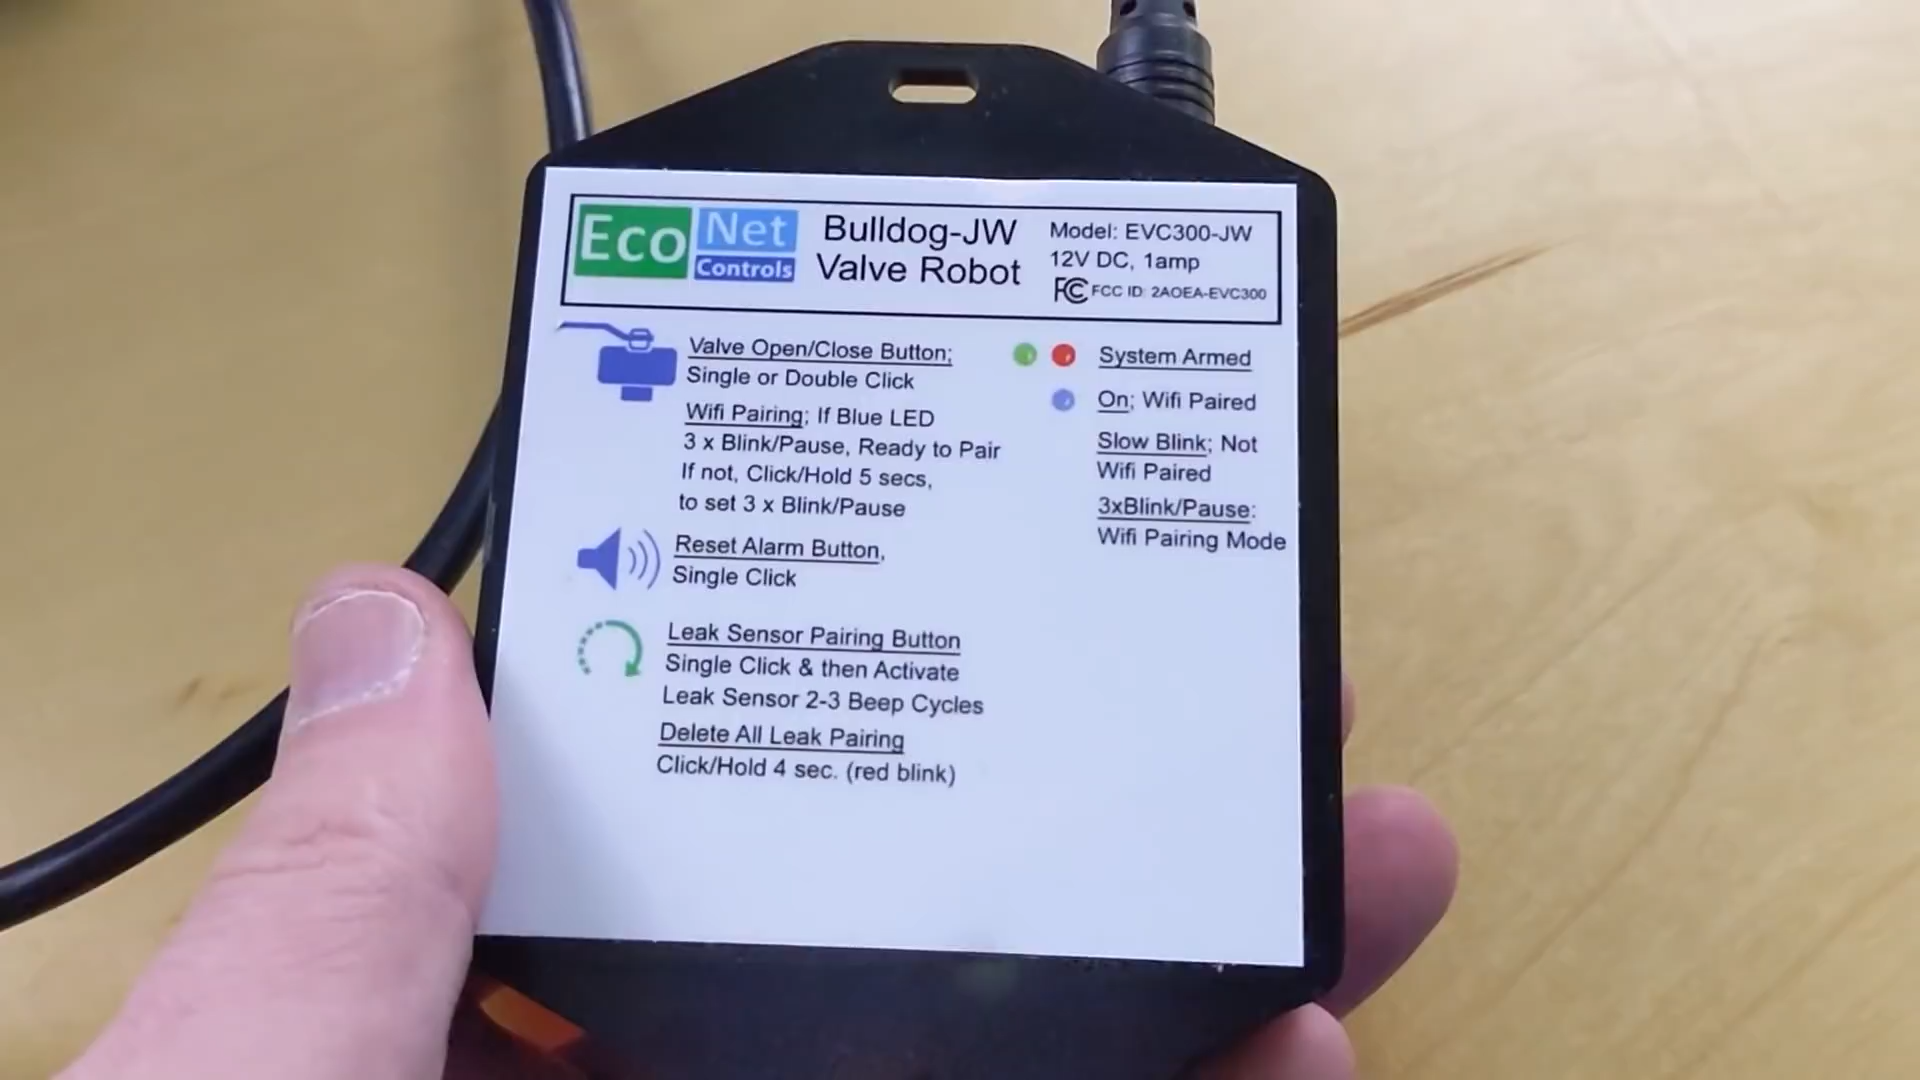 Eco Net Controls
Bulldog-JW
Valve Robot
Model: EVC300-JW
12V DC, 1amp
FC FCC ID: 2AOEA-EVC300
Valve Open/Close Button;
Single or Double Click
Wifi Pairing; If Blue LED
3 x Blink/Pause, Ready to Pair
If not, Click/Hold 5 secs,
to set 3 x Blink/Pause
Reset Alarm Button,
Single Click
Leak Sensor Pairing Button
Single Click & then Activate
Leak Sensor 2-3 Beep Cycles
Delete All Leak Pairing
Click/Hold 4 sec. (red blink)
System Armed
On; Wifi Paired
Slow Blink; Not
Wifi Paired
3xBlink/Pause:
Wifi Pairing Mode